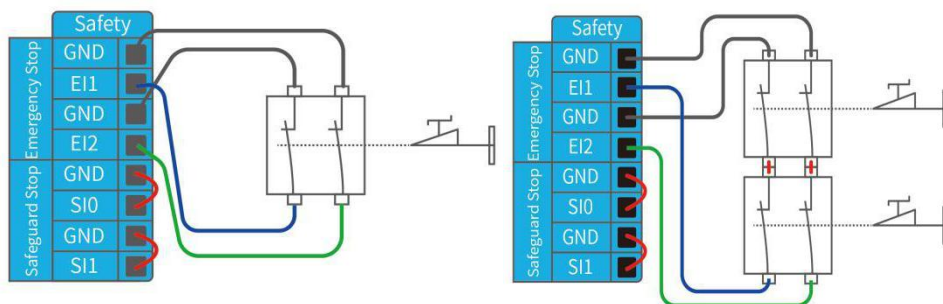 Safety
Emergency Stop
GND
EI1
GND
EI2
Safeguard Stop
GND
SI0
GND
SI1
Safety
Emergency Stop
GND
EI1
GND
EI2
Safeguard Stop
GND
SI0
GND
SI1